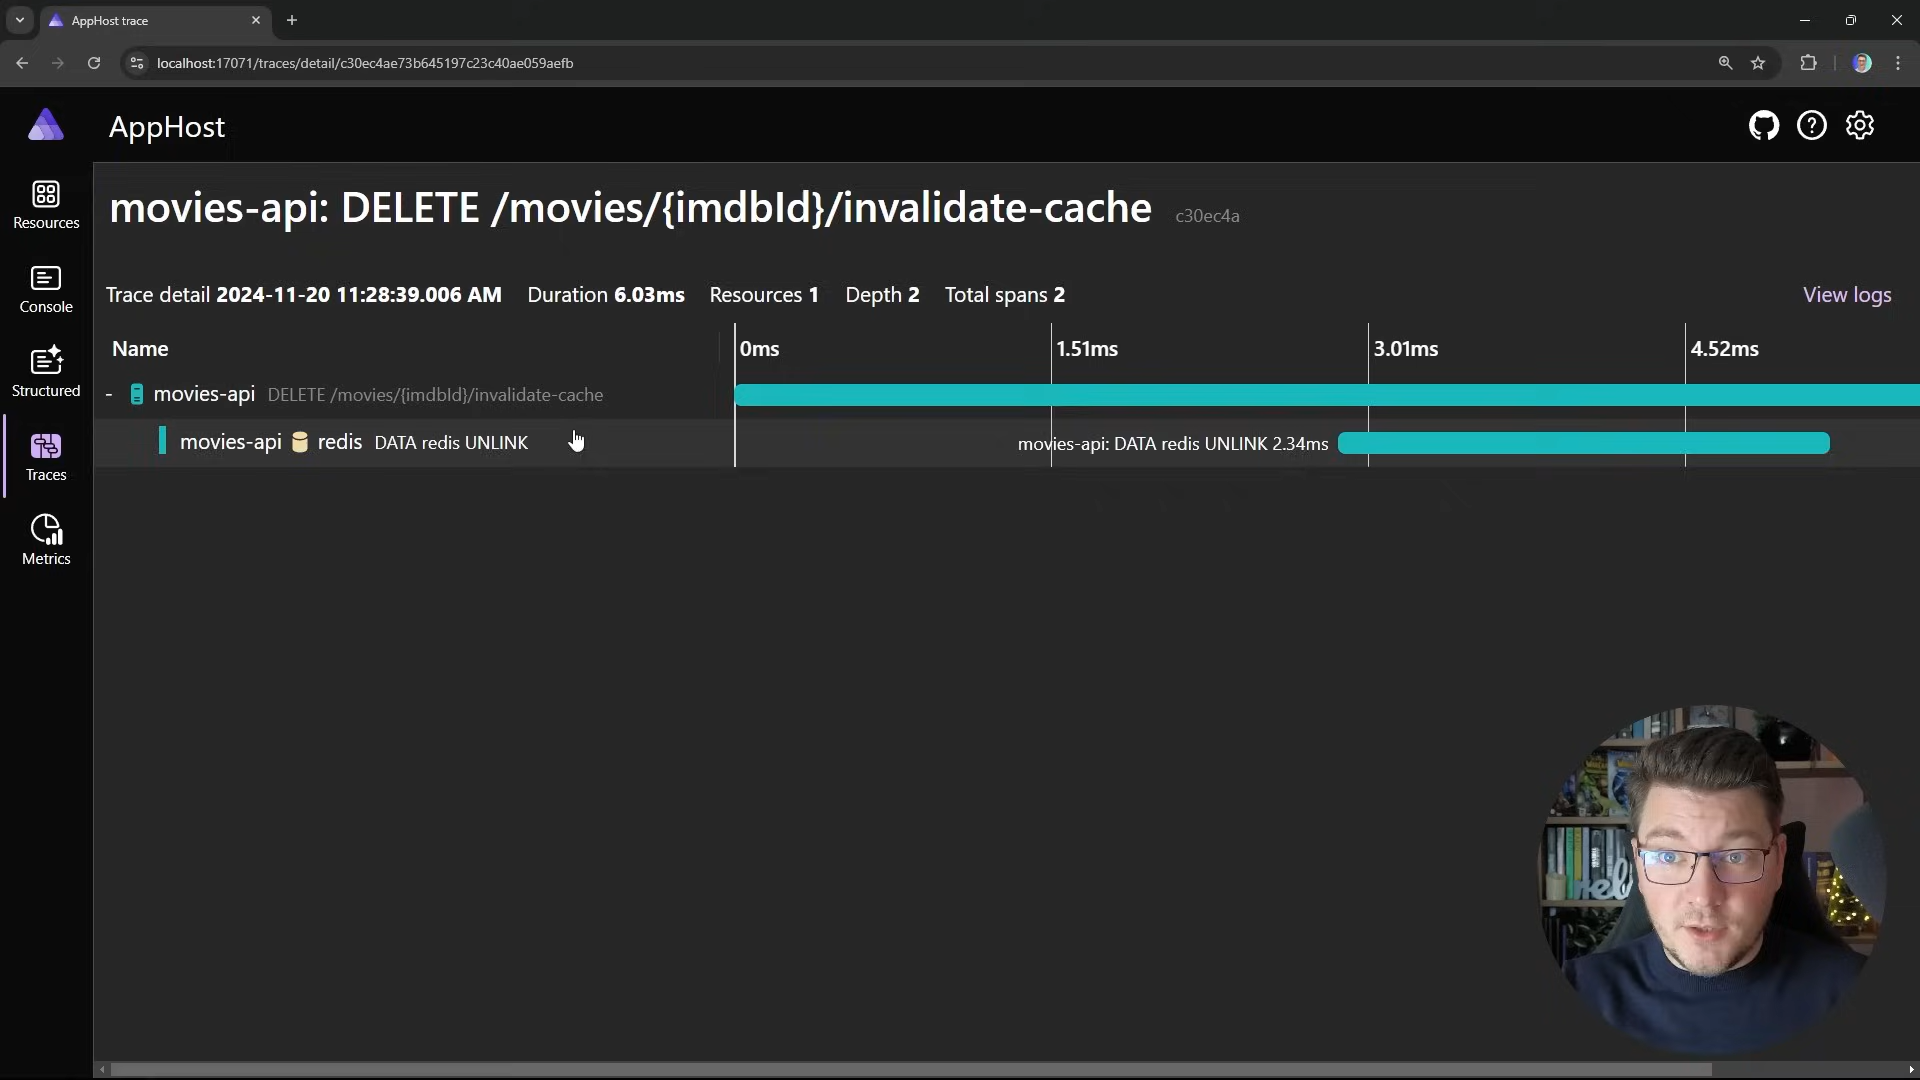 AppHost trace
localhost:17071/traces/detail/c30ec4ae73b645197c23c40ae059aefb
AppHost
Resources
Console
Structured
Traces
Metrics
movies-api: DELETE /movies/{imdbId}/invalidate-cache c30ec4a
Trace detail 2024-11-20 11:28:39.006 AM Duration 6.03ms Resources 1 Depth 2 Total spans 2 View logs
Name 0ms 1.51ms 3.01ms 4.52ms
- movies-api DELETE /movies/{imdbId}/invalidate-cache
movies-api redis DATA redis UNLINK movies-api: DATA redis UNLINK 2.34ms